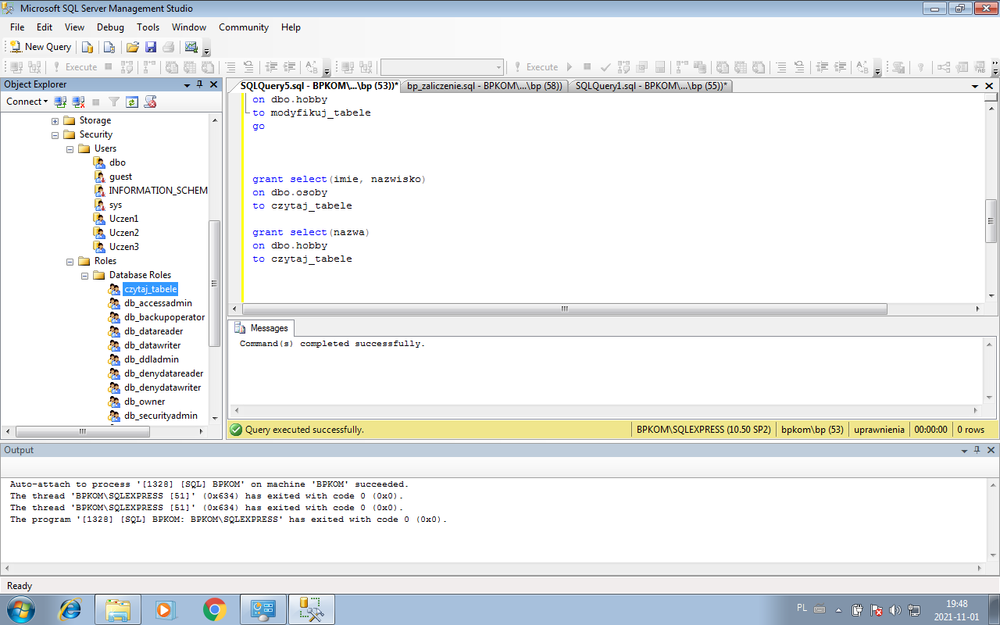 Microsoft SQL Server Management Studio
File Edit View Debug Tools Window Community Help
New Query
Execute Execute
Object Explorer
Connect
Storage
Security
Users
dbo
guest
INFORMATION_SCHEM
sys
Uczen1
Uczen2
Uczen3
Roles
Database Roles
czytaj_tabele
db_accessadmin
db_backupoperator
db_datareader
db_datawriter
db_ddladmin
db_denydatareader
db_denydatawriter
db_owner
db_securityadmin
SQLQuery5.sql - BPKOM\...\bp (53))* bp_zaliczenie.sql - BPKOM\...\bp (58)) SQLQuery1.sql - BPKOM\...\bp (55))*
on dbo.hobby
to modyfikuj_tabele
go
grant select(imie, nazwisko)
on dbo.osoby
to czytaj_tabele
grant select(nazwa)
on dbo.hobby
to czytaj_tabele
Messages
Command(s) completed successfully.
Query executed successfully. BPKOM\SQLEXPRESS (10.50 SP2) bpkom\bp (53) uprawnienia 00:00:00 0 rows
Output
Auto-attach to process '[1328] [SQL] BPKOM' on machine 'BPKOM' succeeded.
The thread 'BPKOM\SQLEXPRESS [51]' (0x634) has exited with code 0 (0x0).
The thread 'BPKOM\SQLEXPRESS [51]' (0x634) has exited with code 0 (0x0).
The program '[1328] [SQL] BPKOM: BPKOM\SQLEXPRESS' has exited with code 0 (0x0).
Ready
PL
19:48
2021-11-01